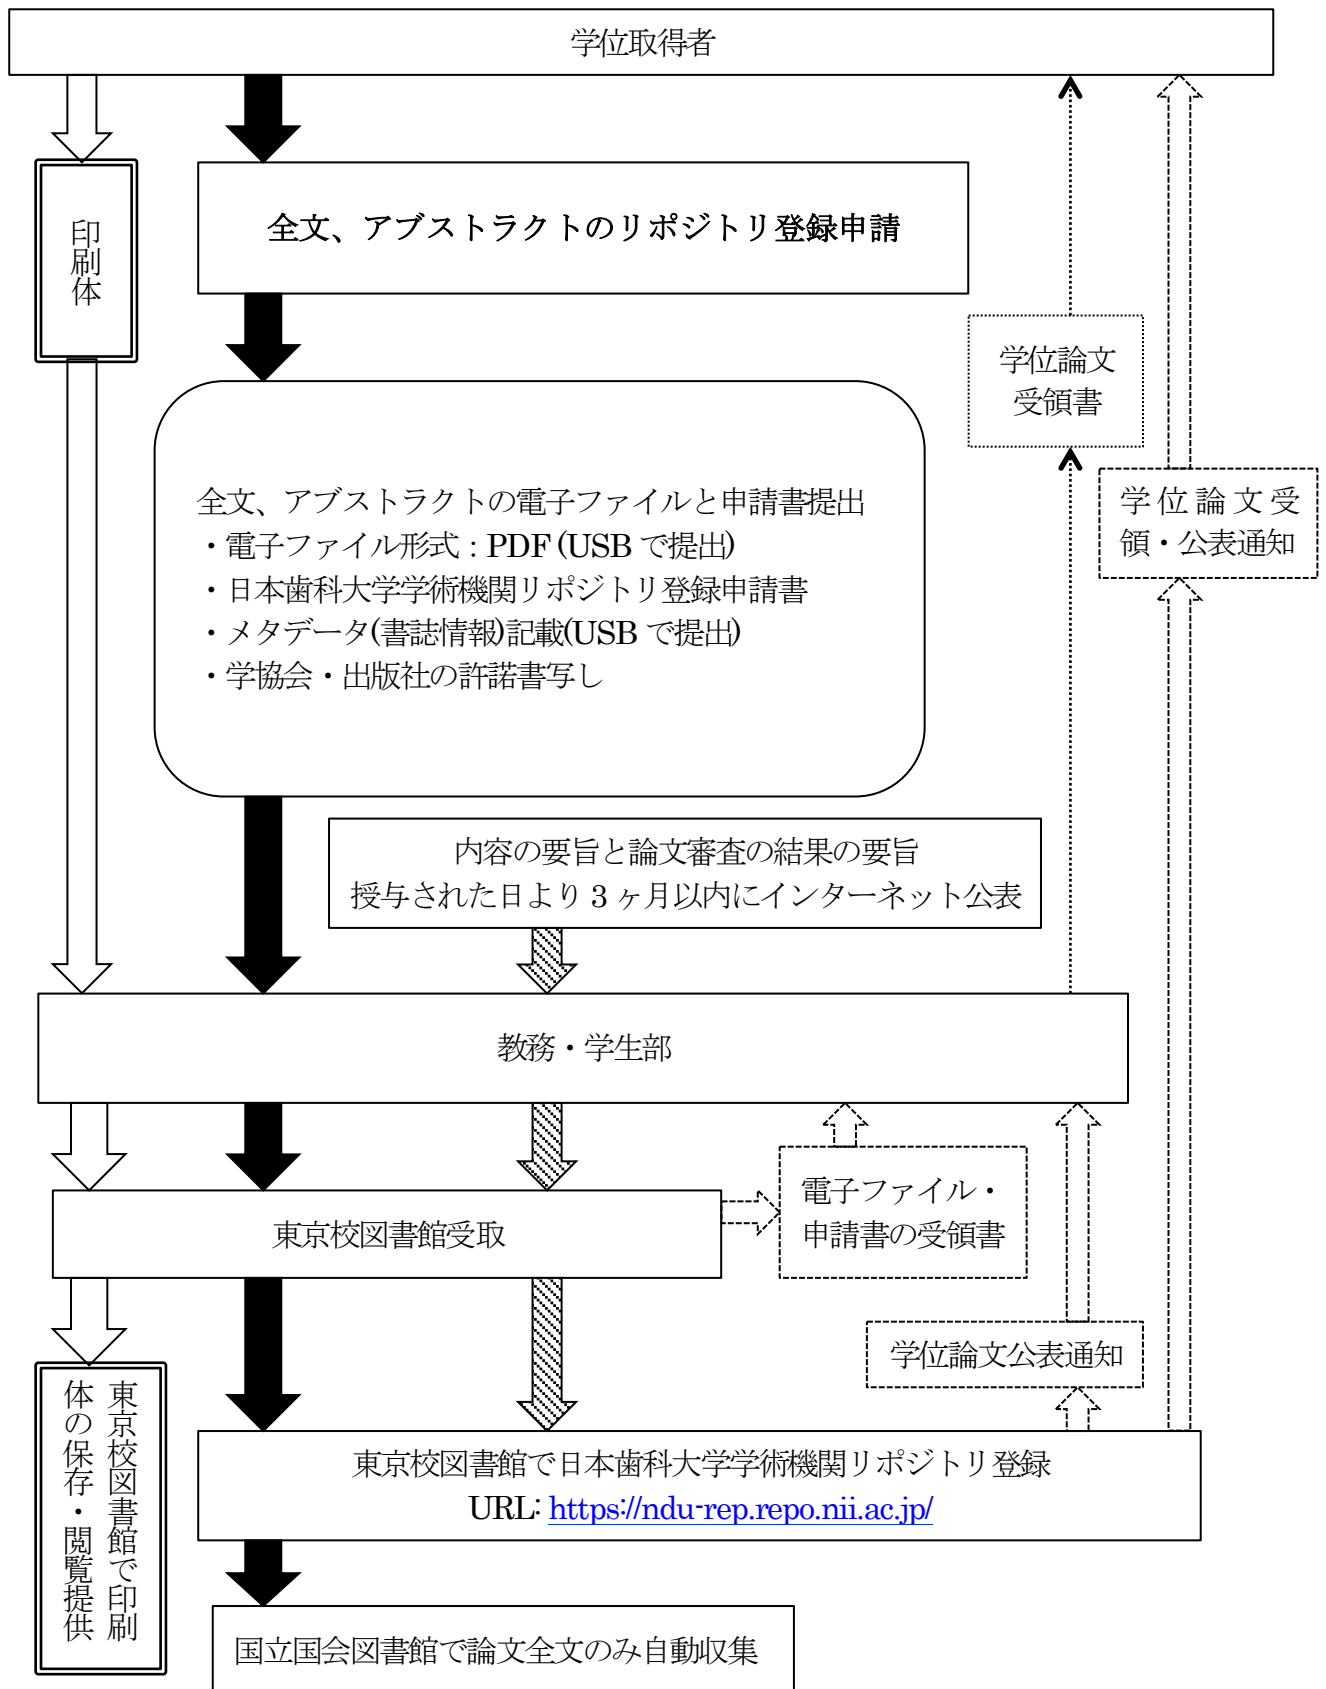 学位取得者
印刷体
全文、アブストラクトのリポジトリ登録申請
学位論文
受領書
全文、アブストラクトの電子ファイルと申請書提出
・電子ファイル形式：PDF(USBで提出)
・日本歯科大学学術機関リポジトリ登録申請書
・メタデータ(書誌情報)記載(USBで提出)
・学協会・出版社の許諾書写し
学位論文受
領・公表通知
内容の要旨と論文審査の結果の要旨
授与された日より3ヶ月以内にインターネット公表
教務・学生部
東京校図書館受取
電子ファイル・
申請書の受領書
学位論文公表通知
東京校図書館で印刷
体の保存・閲覧提供
東京校図書館で日本歯科大学学術機関リポジトリ登録
URL: https://ndu-rep.repo.nii.ac.jp/
国立国会図書館で論文全文のみ自動収集